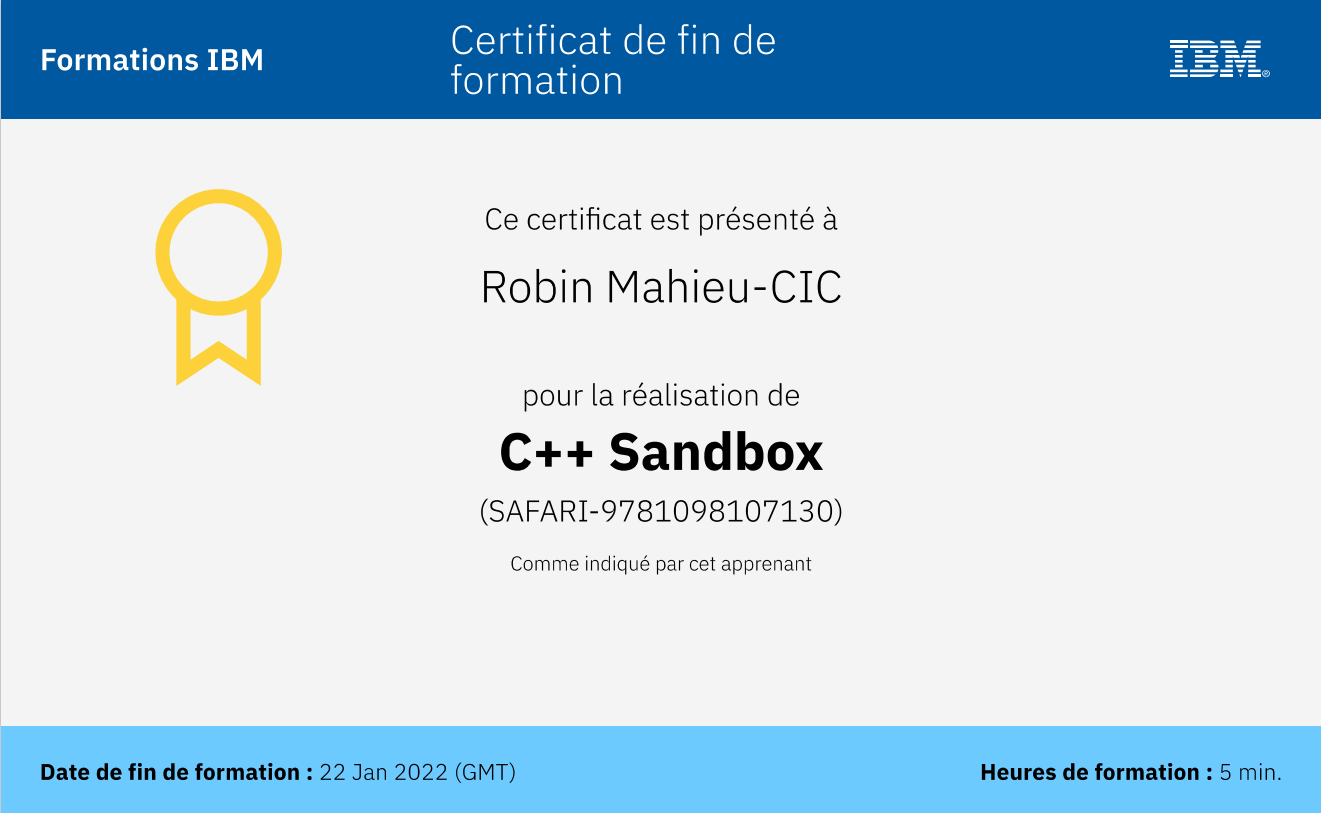 Formations IBM
Certificat de fin de
formation
IBM®
Ce certificat est présenté à
Robin Mahieu-CIC
pour la réalisation de
C++ Sandbox
(SAFARI-9781098107130)
Comme indiqué par cet apprenant
Date de fin de formation : 22 Jan 2022 (GMT)
Heures de formation : 5 min.